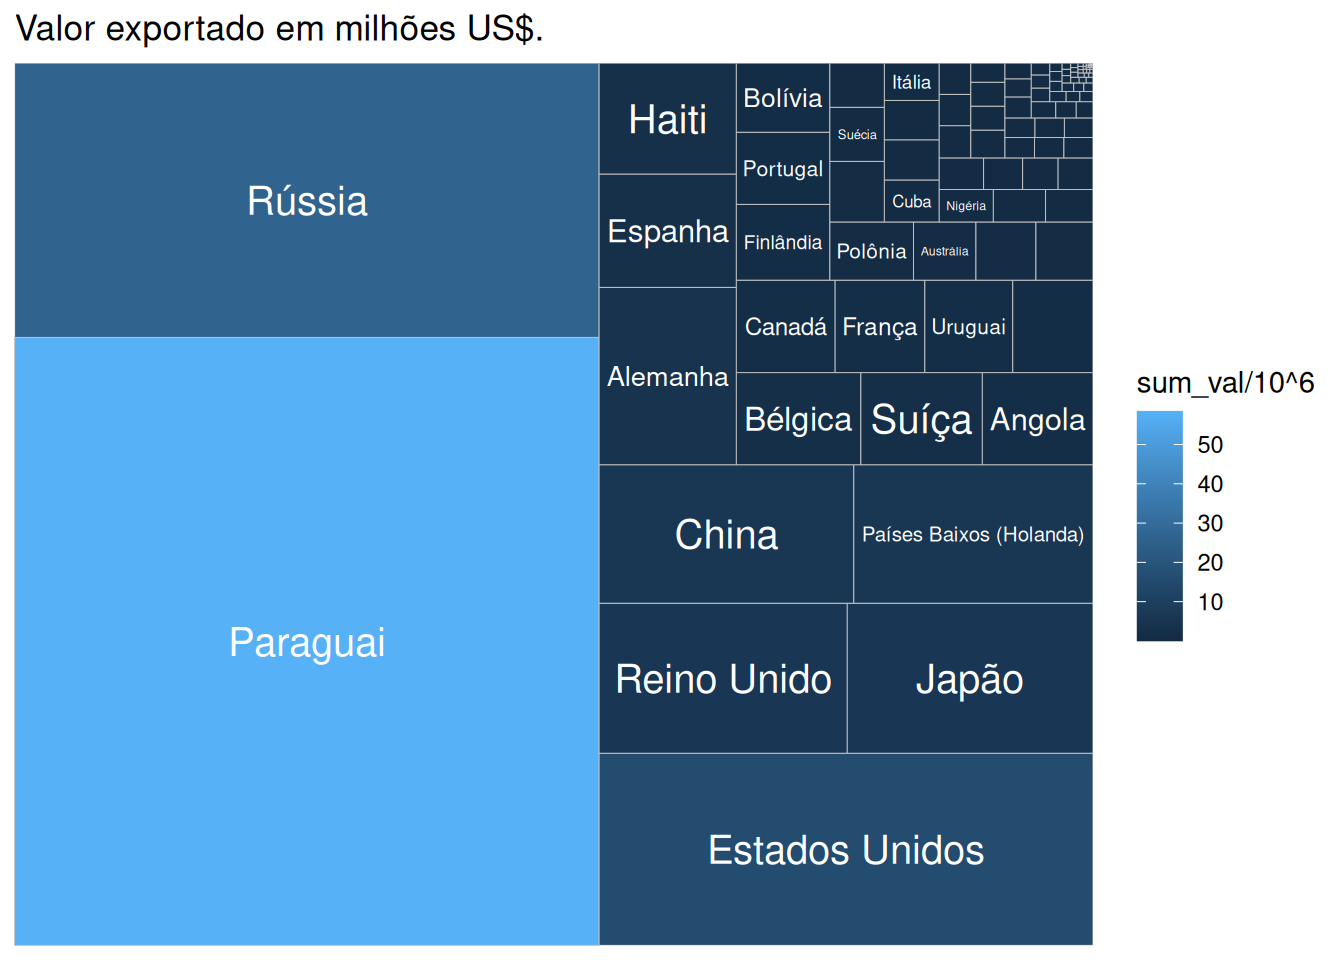 Valor exportado em milhões US$.
Rússia
Paraguai
Haiti
Espanha
Alemanha
Bolívia
Portugal
Finlândia
Suécia
Itália
Cuba
Nigéria
Polônia
Austrália
Canadá
França
Uruguai
Bélgica
Suíça
Angola
China
Países Baixos (Holanda)
Reino Unido
Japão
Estados Unidos
sum_val/10^6
50
40
30
20
10